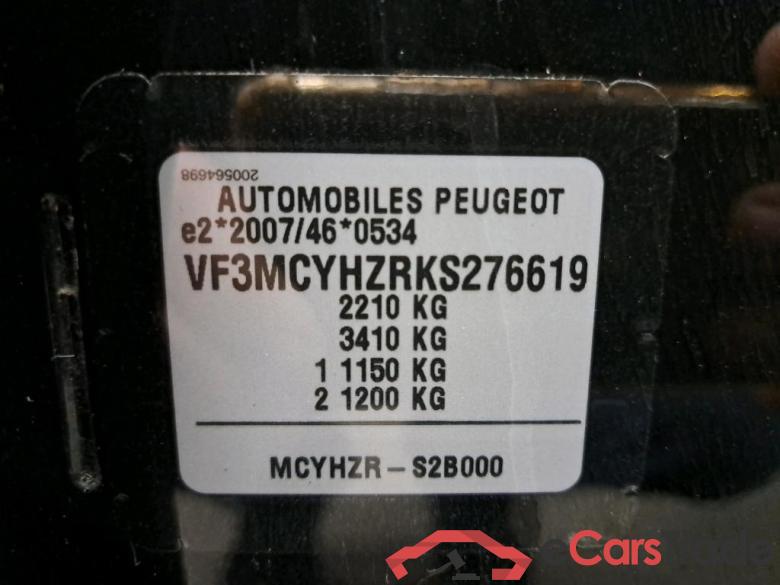 200564698
AUTOMOBILES PEUGEOT
e2*2007/46*0534
VF3MCYHZRKS276619
2210 KG
3410 KG
1 1150 KG
2 1200 KG
MCYHZR – S2B000
eCarsTrade